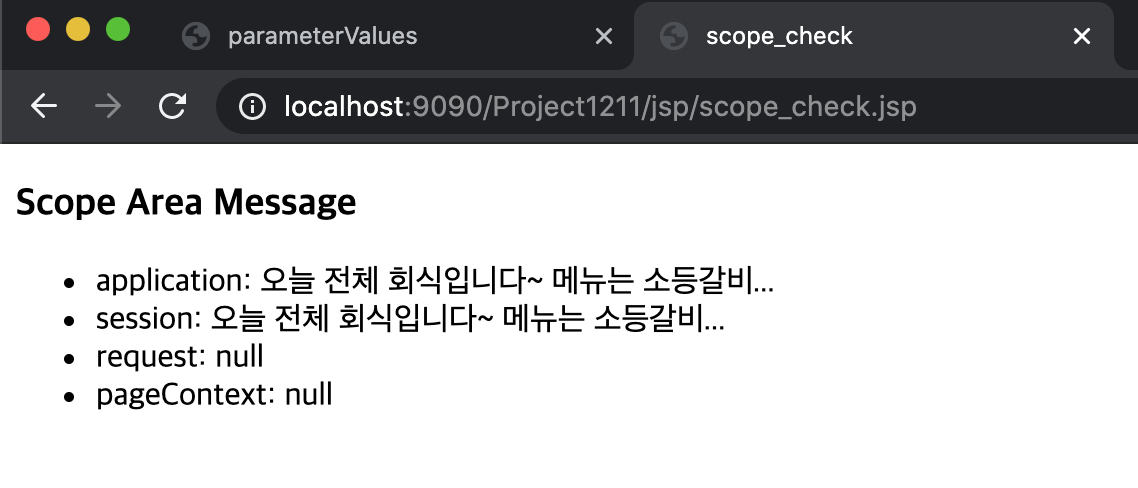 parameterValues
scope_check
localhost:9090/Project1211/jsp/scope_check.jsp
Scope Area Message
application: 오늘 전체 회식입니다~ 메뉴는 소등갈비...
session: 오늘 전체 회식입니다~ 메뉴는 소등갈비...
request: null
pageContext: null